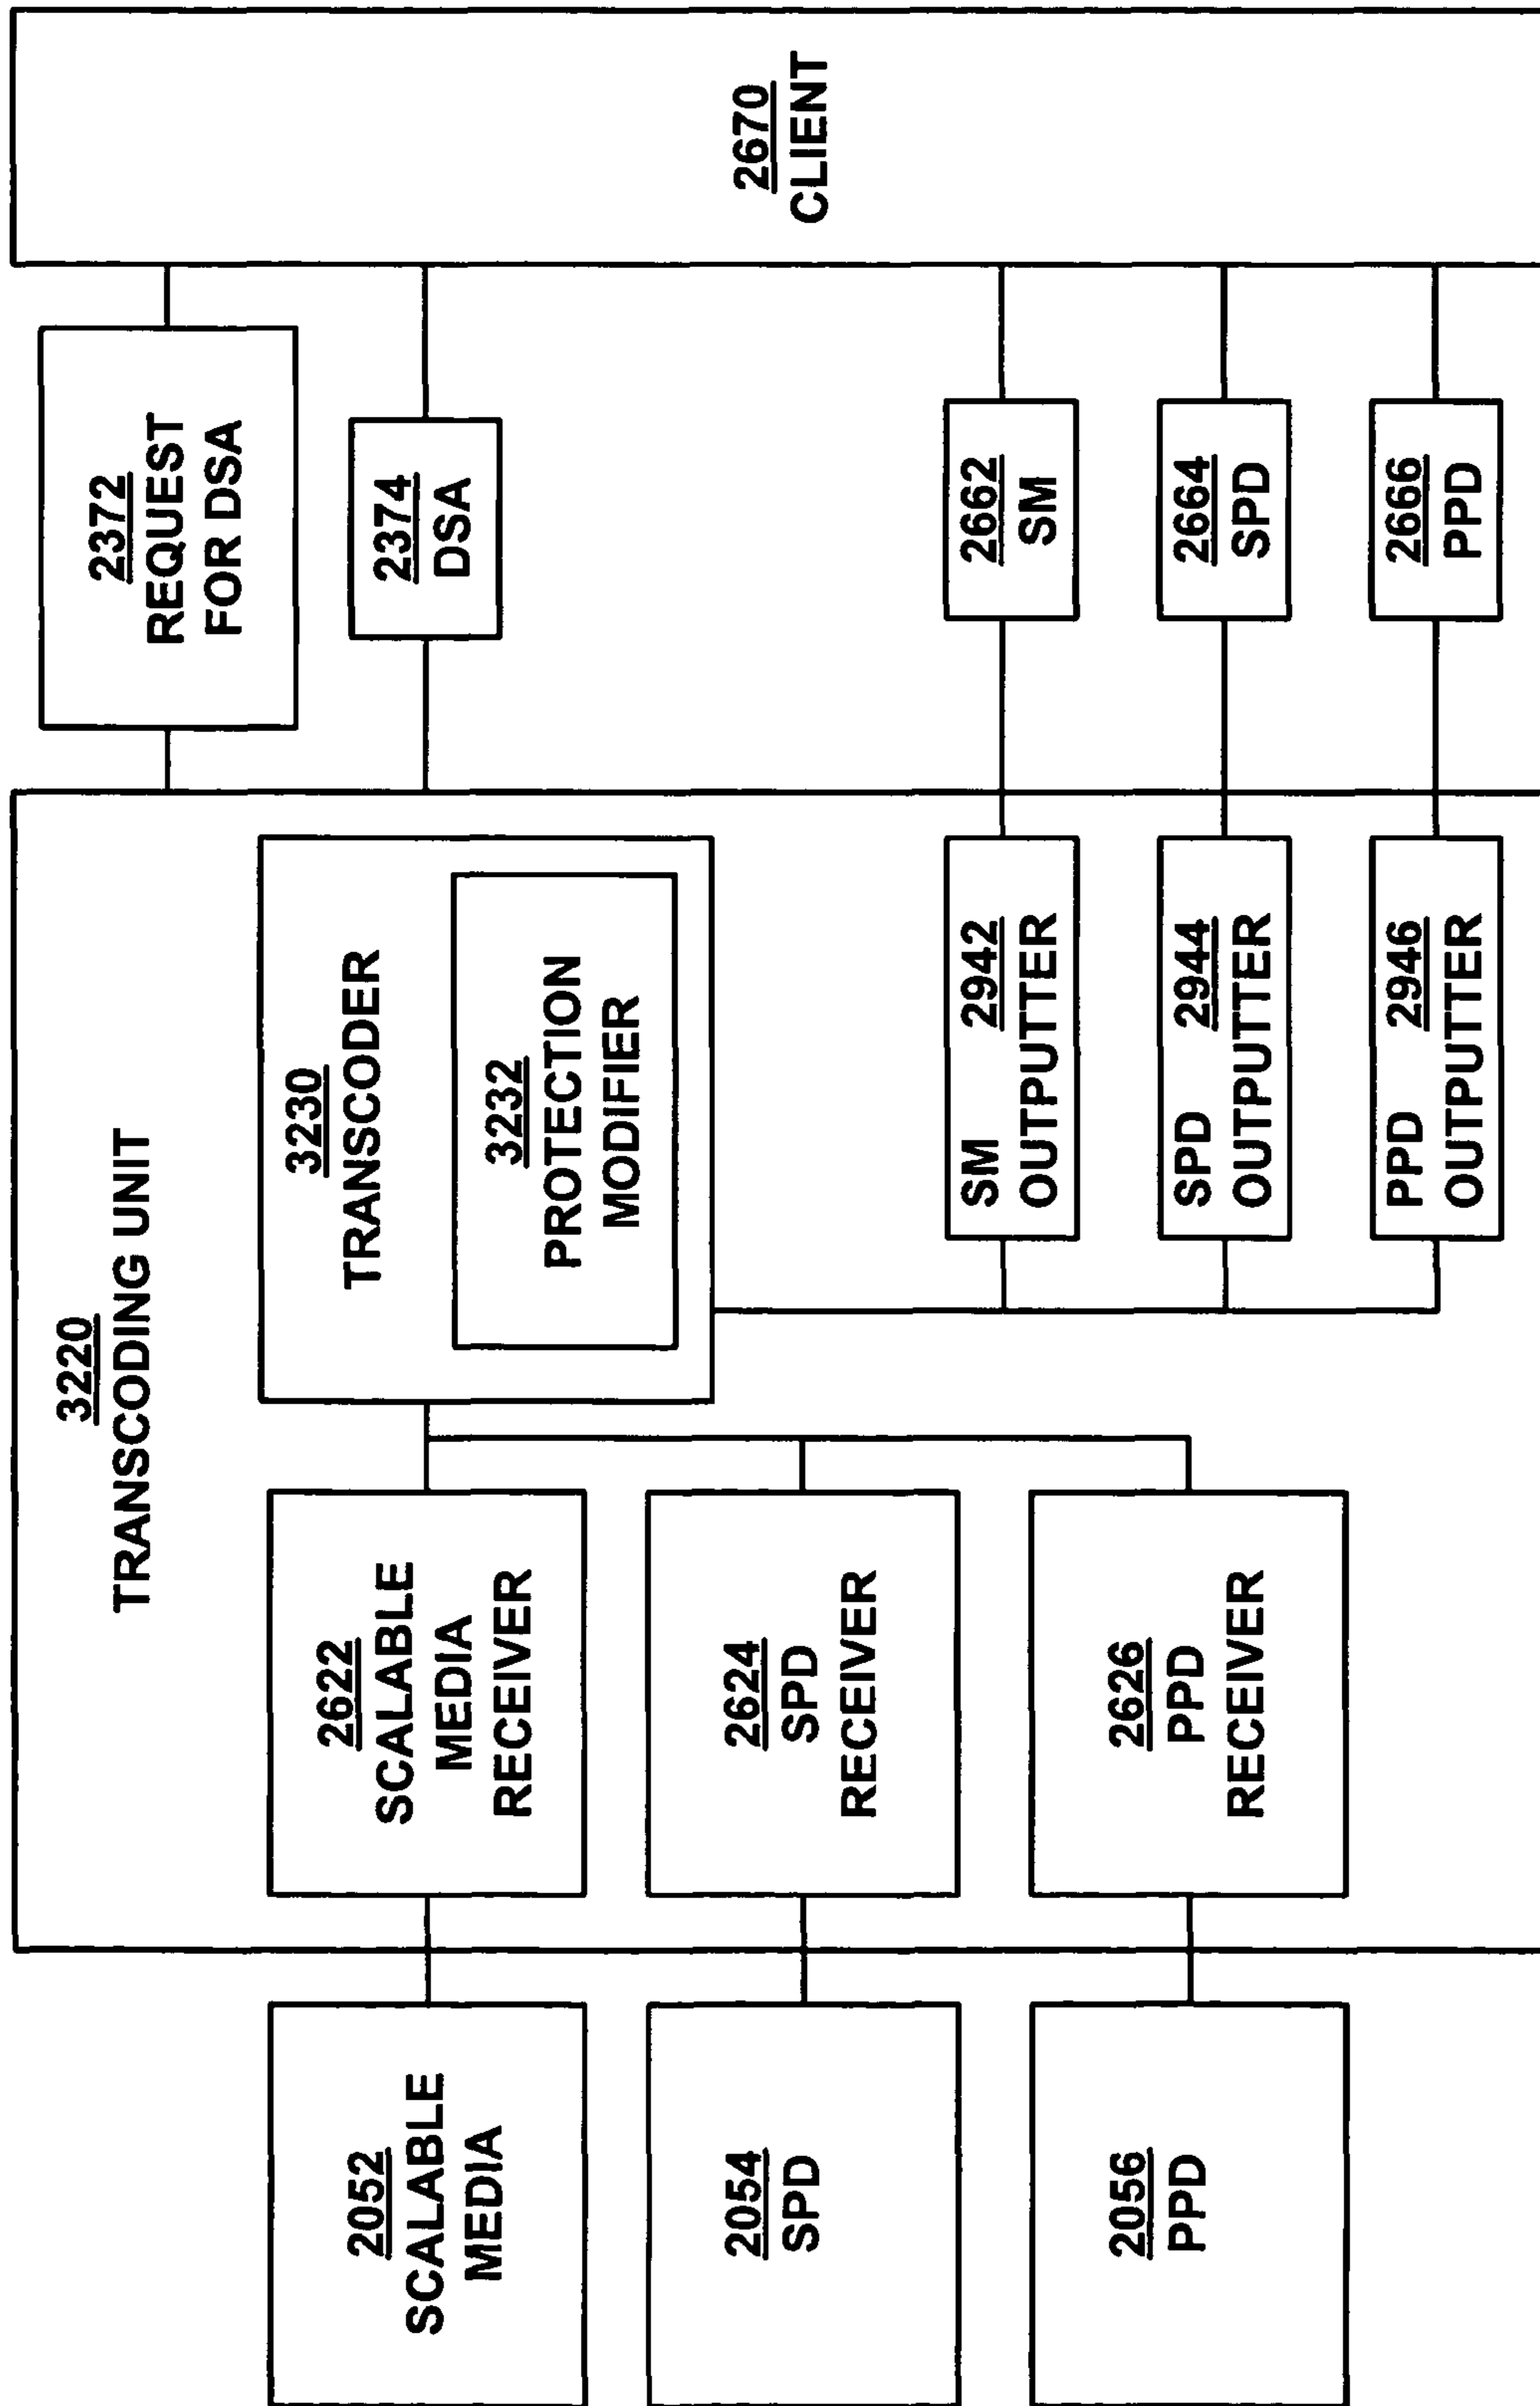 2052
SCALABLE
MEDIA
2054
SPD
2056
PPD
3220
TRANSCODING UNIT
2622
SCALABLE
MEDIA
RECEIVER
2624
SPD
RECEIVER
2626
PPD
RECEIVER
3230
TRANSCODER
3232
PROTECTION
MODIFIER
SM 2942
OUTPUTTER
SPD 2944
OUTPUTTER
PPD 2946
OUTPUTTER
2372
REQUEST
FOR DSA
2374
DSA
2662
SM
2664
SPD
2666
PPD
2670
CLIENT